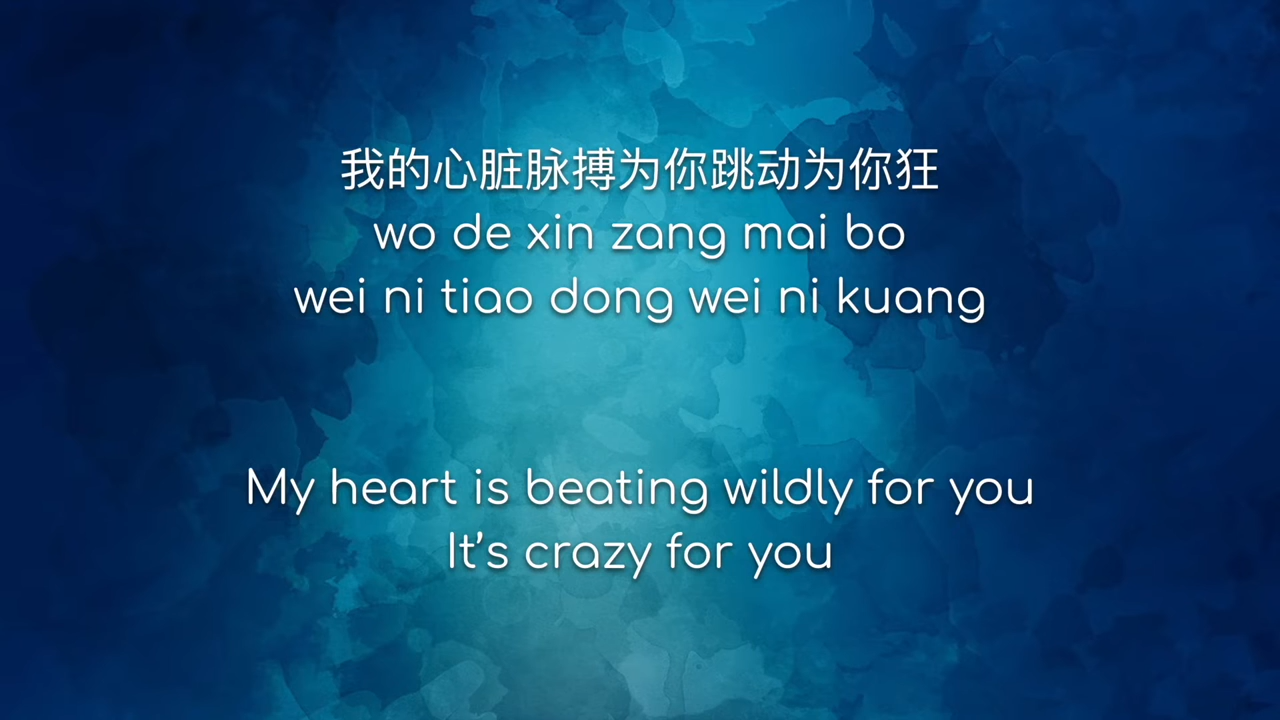 我的心脏脉搏为你跳动为你狂
wo de xin zang mai bo
wei ni tiao dong wei ni kuang
My heart is beating wildly for you
It’s crazy for you